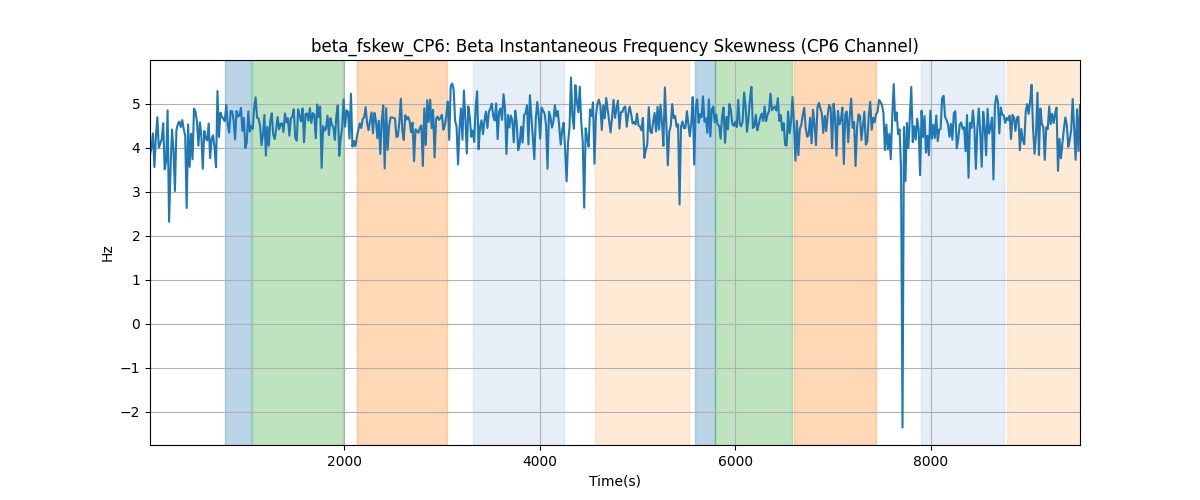 beta_fskew_CP6: Beta Instantaneous Frequency Skewness (CP6 Channel)
5
4
3
2
1
0
−1
−2
Hz
2000 4000 6000 8000
Time(s)